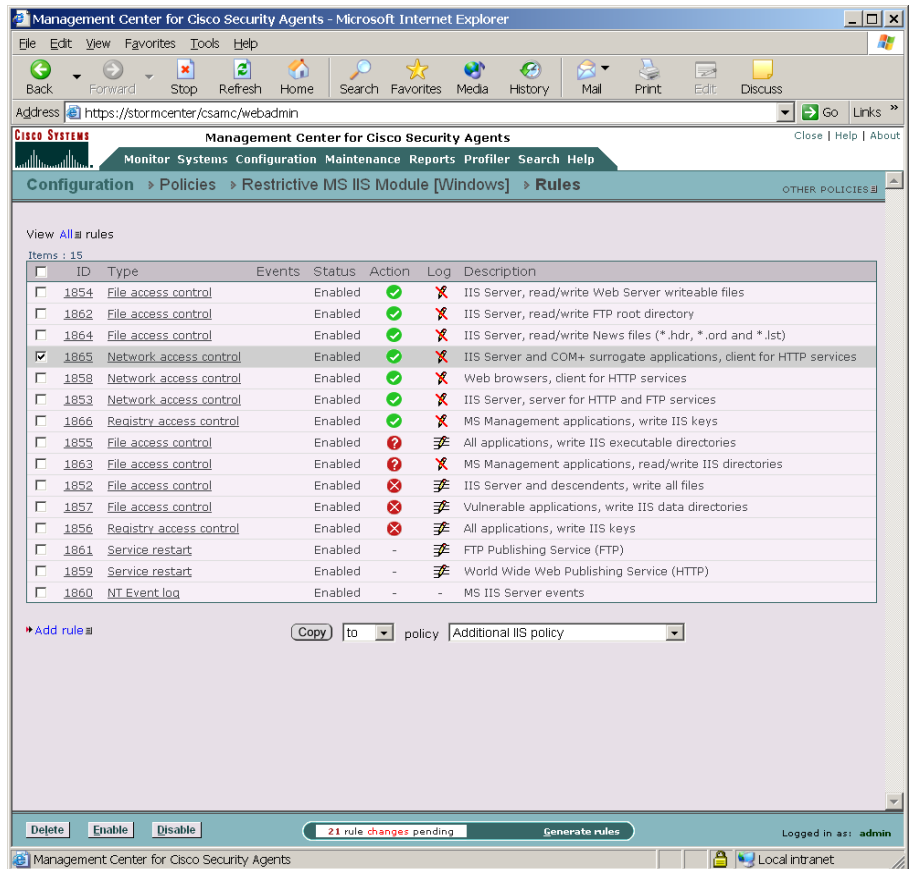 Management Center for Cisco Security Agents - Microsoft Internet Explorer
File Edit View Favorites Tools Help
Back Forward Stop Refresh Home Search Favorites Media History Mail Print Edit Discuss
Address https://stormcenter/csamc/webadmin Go Links »
CISCO SYSTEMS Management Center for Cisco Security Agents Close | Help | About
Monitor Systems Configuration Maintenance Reports Profiler Search Help
Configuration > Policies > Restrictive MS IIS Module [Windows] > Rules OTHER POLICIES
View All rules
Items : 15
ID Type Events Status Action Log Description
1854 File access control Enabled IIS Server, read/write Web Server writeable files
1862 File access control Enabled IIS Server, read/write FTP root directory
1864 File access control Enabled IIS Server, read/write News files (*.hdr, *.ord and *.lst)
1865 Network access control Enabled IIS Server and COM+ surrogate applications, client for HTTP services
1858 Network access control Enabled Web browsers, client for HTTP services
1853 Network access control Enabled IIS Server, server for HTTP and FTP services
1866 Registry access control Enabled MS Management applications, write IIS keys
1855 File access control Enabled ? All applications, write IIS executable directories
1863 File access control Enabled ? MS Management applications, read/write IIS directories
1852 File access control Enabled IIS Server and descendents, write all files
1857 File access control Enabled Vulnerable applications, write IIS data directories
1856 Registry access control Enabled All applications, write IIS keys
1861 Service restart Enabled - FTP Publishing Service (FTP)
1859 Service restart Enabled - World Wide Web Publishing Service (HTTP)
1860 NT Event log Enabled - - MS IIS Server events
Add rule Copy to policy Additional IIS policy
Delete Enable Disable 21 rule changes pending Generate rules Logged in as: admin
Management Center for Cisco Security Agents Local intranet